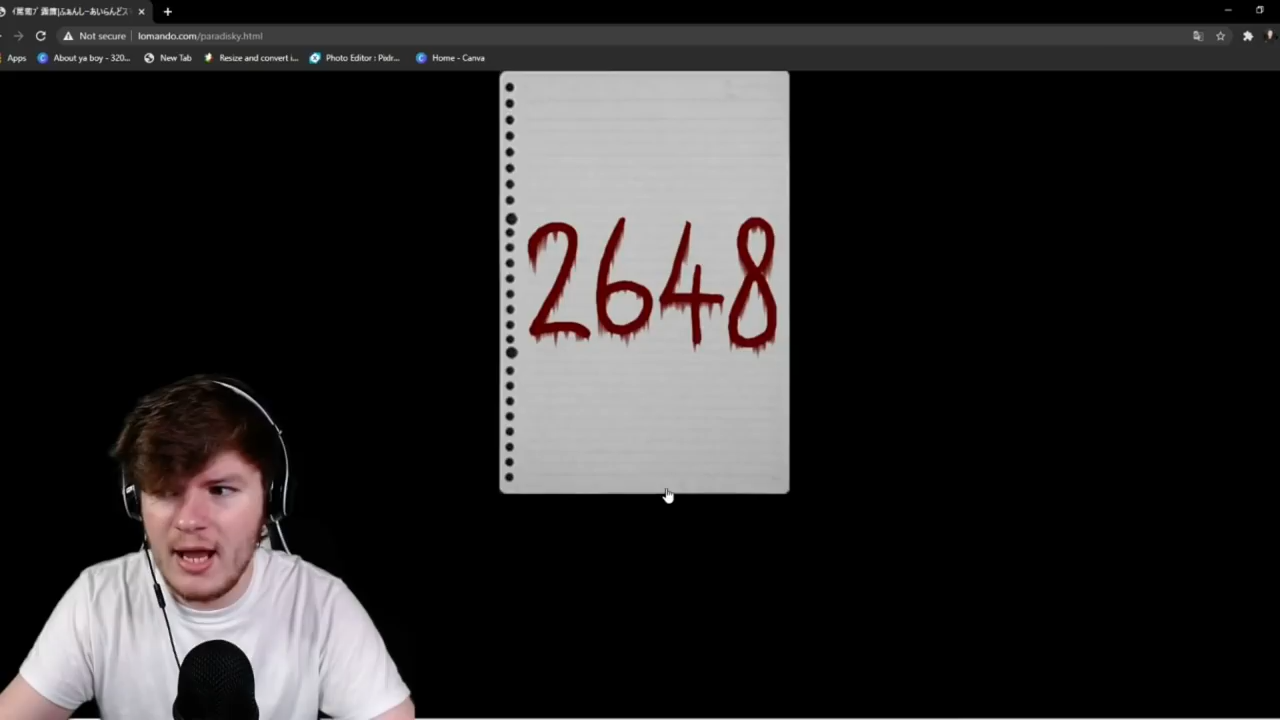 Not secure
lomando.com/paradisky.html
Apps
About ya boy - 320...
New Tab
Resize and convert i...
Photo Editor : Pixlr...
Home - Canva
2648